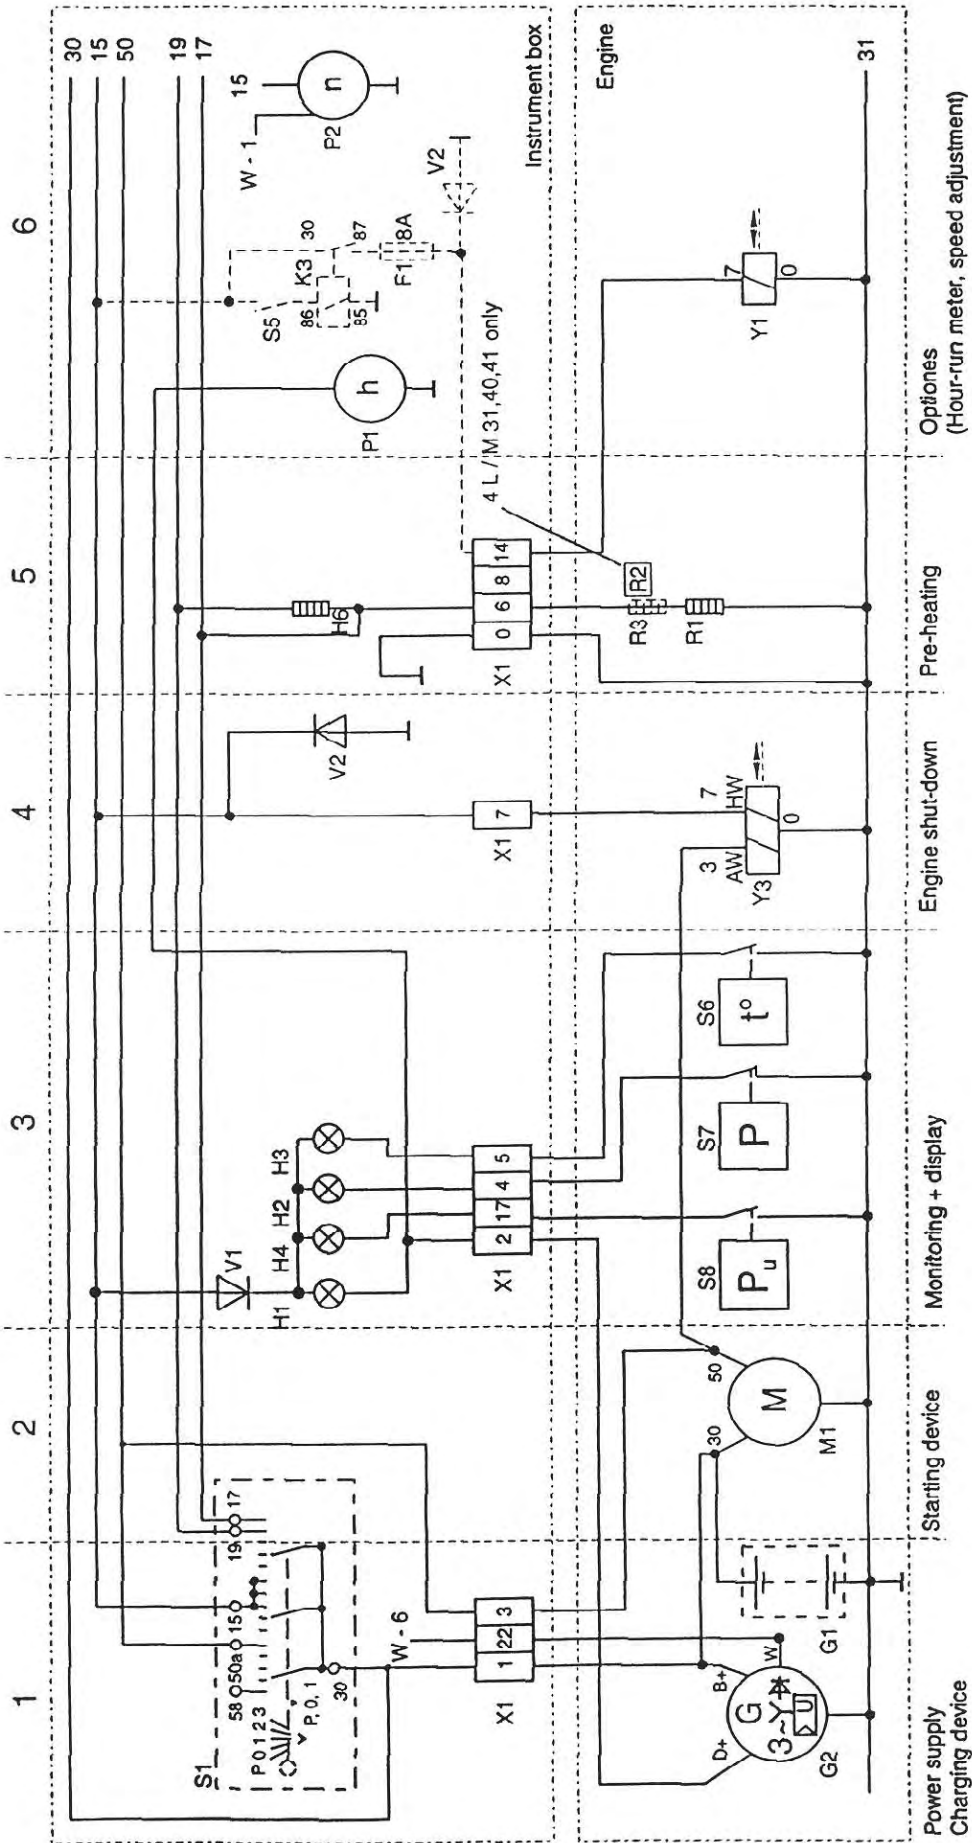 1
2
3
4
5
6
30
15
50
19
17
S1
58
50a
15
19
17
P 0 1 2 3
P, 0, 1
30
W - 6
X1
1
22
3
V1
H1
H4
H2
H3
X1
2
17
4
5
V2
X1
7
H6
X1
0
6
8
14
4 L / M 31,40,41 only
P1
h
S5
K3
86
85
30
87
F1
8A
V2
W - 1
15
n
P2
Instrument box
Engine
D+
B+
W
G
3~
U
G2
G1
30
50
M
M1
S8
Pu
S7
P
S6
t°
3
AW
7
HW
0
Y3
R3
R2
R1
7
0
Y1
31
Power supply
Charging device
Starting device
Monitoring + display
Engine shut-down
Pre-heating
Optiones
(Hour-run meter, speed adjustment)